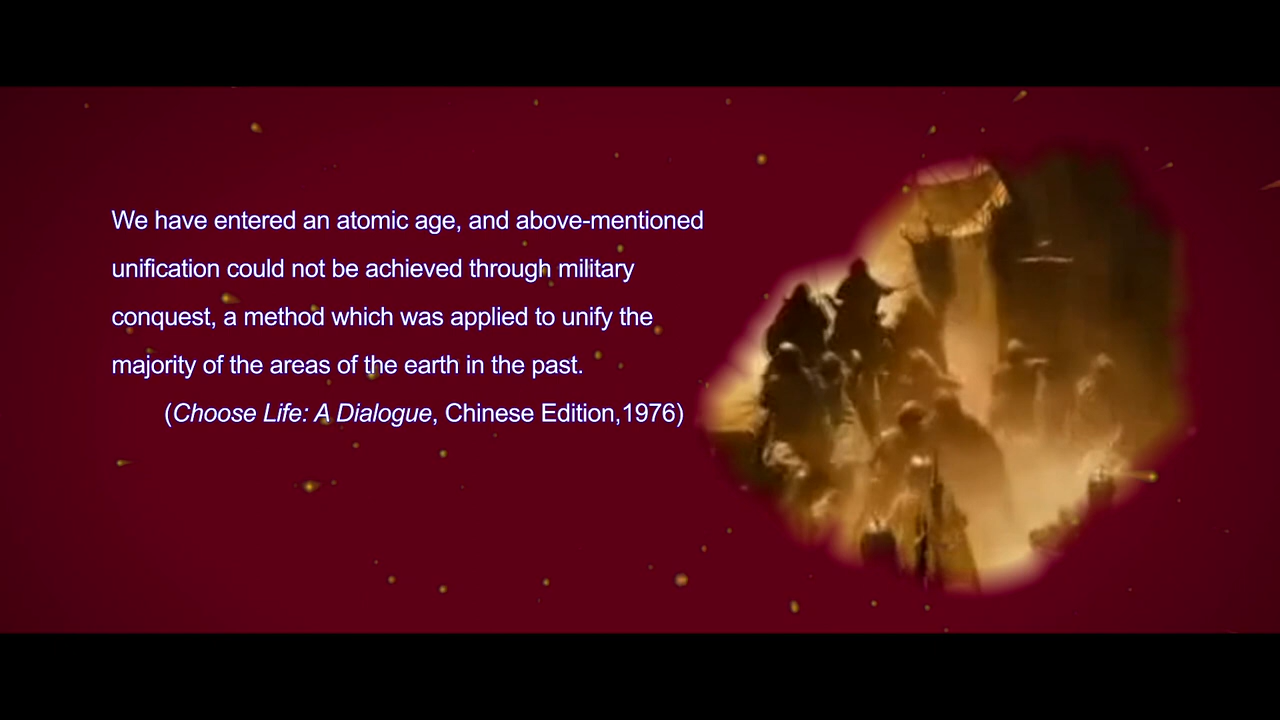 We have entered an atomic age, and above-mentioned
unification could not be achieved through military
conquest, a method which was applied to unify the
majority of the areas of the earth in the past.
(Choose Life: A Dialogue, Chinese Edition,1976)